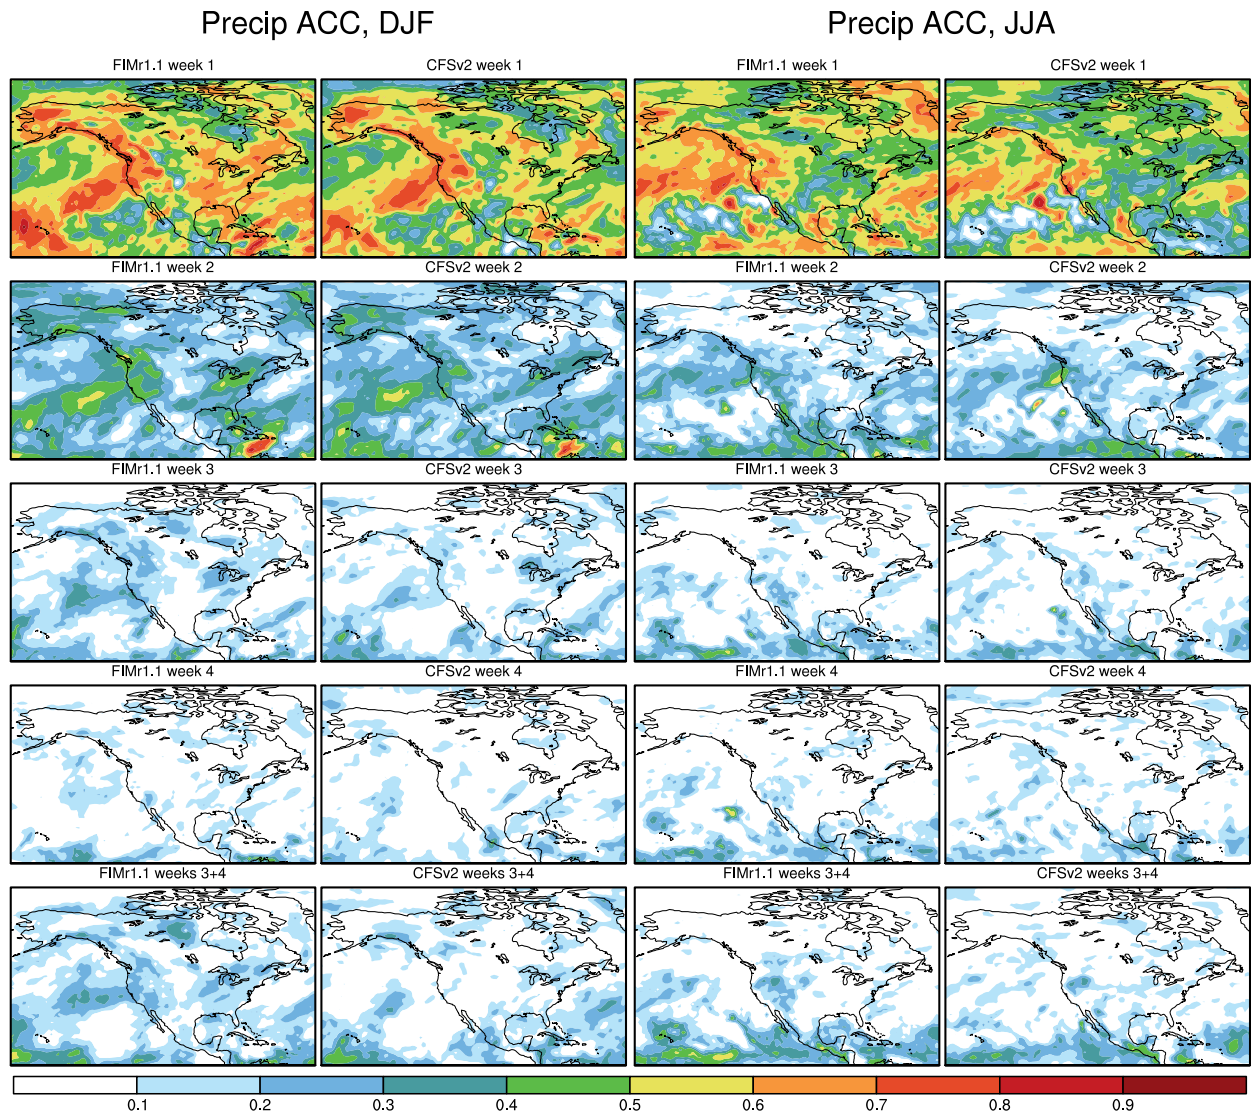 Precip ACC, DJF Precip ACC, JJA
FIMr1.1 week 1 CFSv2 week 1 FIMr1.1 week 1 CFSv2 week 1
FIMr1.1 week 2 CFSv2 week 2 FIMr1.1 week 2 CFSv2 week 2
FIMr1.1 week 3 CFSv2 week 3 FIMr1.1 week 3 CFSv2 week 3
FIMr1.1 week 4 CFSv2 week 4 FIMr1.1 week 4 CFSv2 week 4
FIMr1.1 weeks 3+4 CFSv2 weeks 3+4 FIMr1.1 weeks 3+4 CFSv2 weeks 3+4
0.1 0.2 0.3 0.4 0.5 0.6 0.7 0.8 0.9